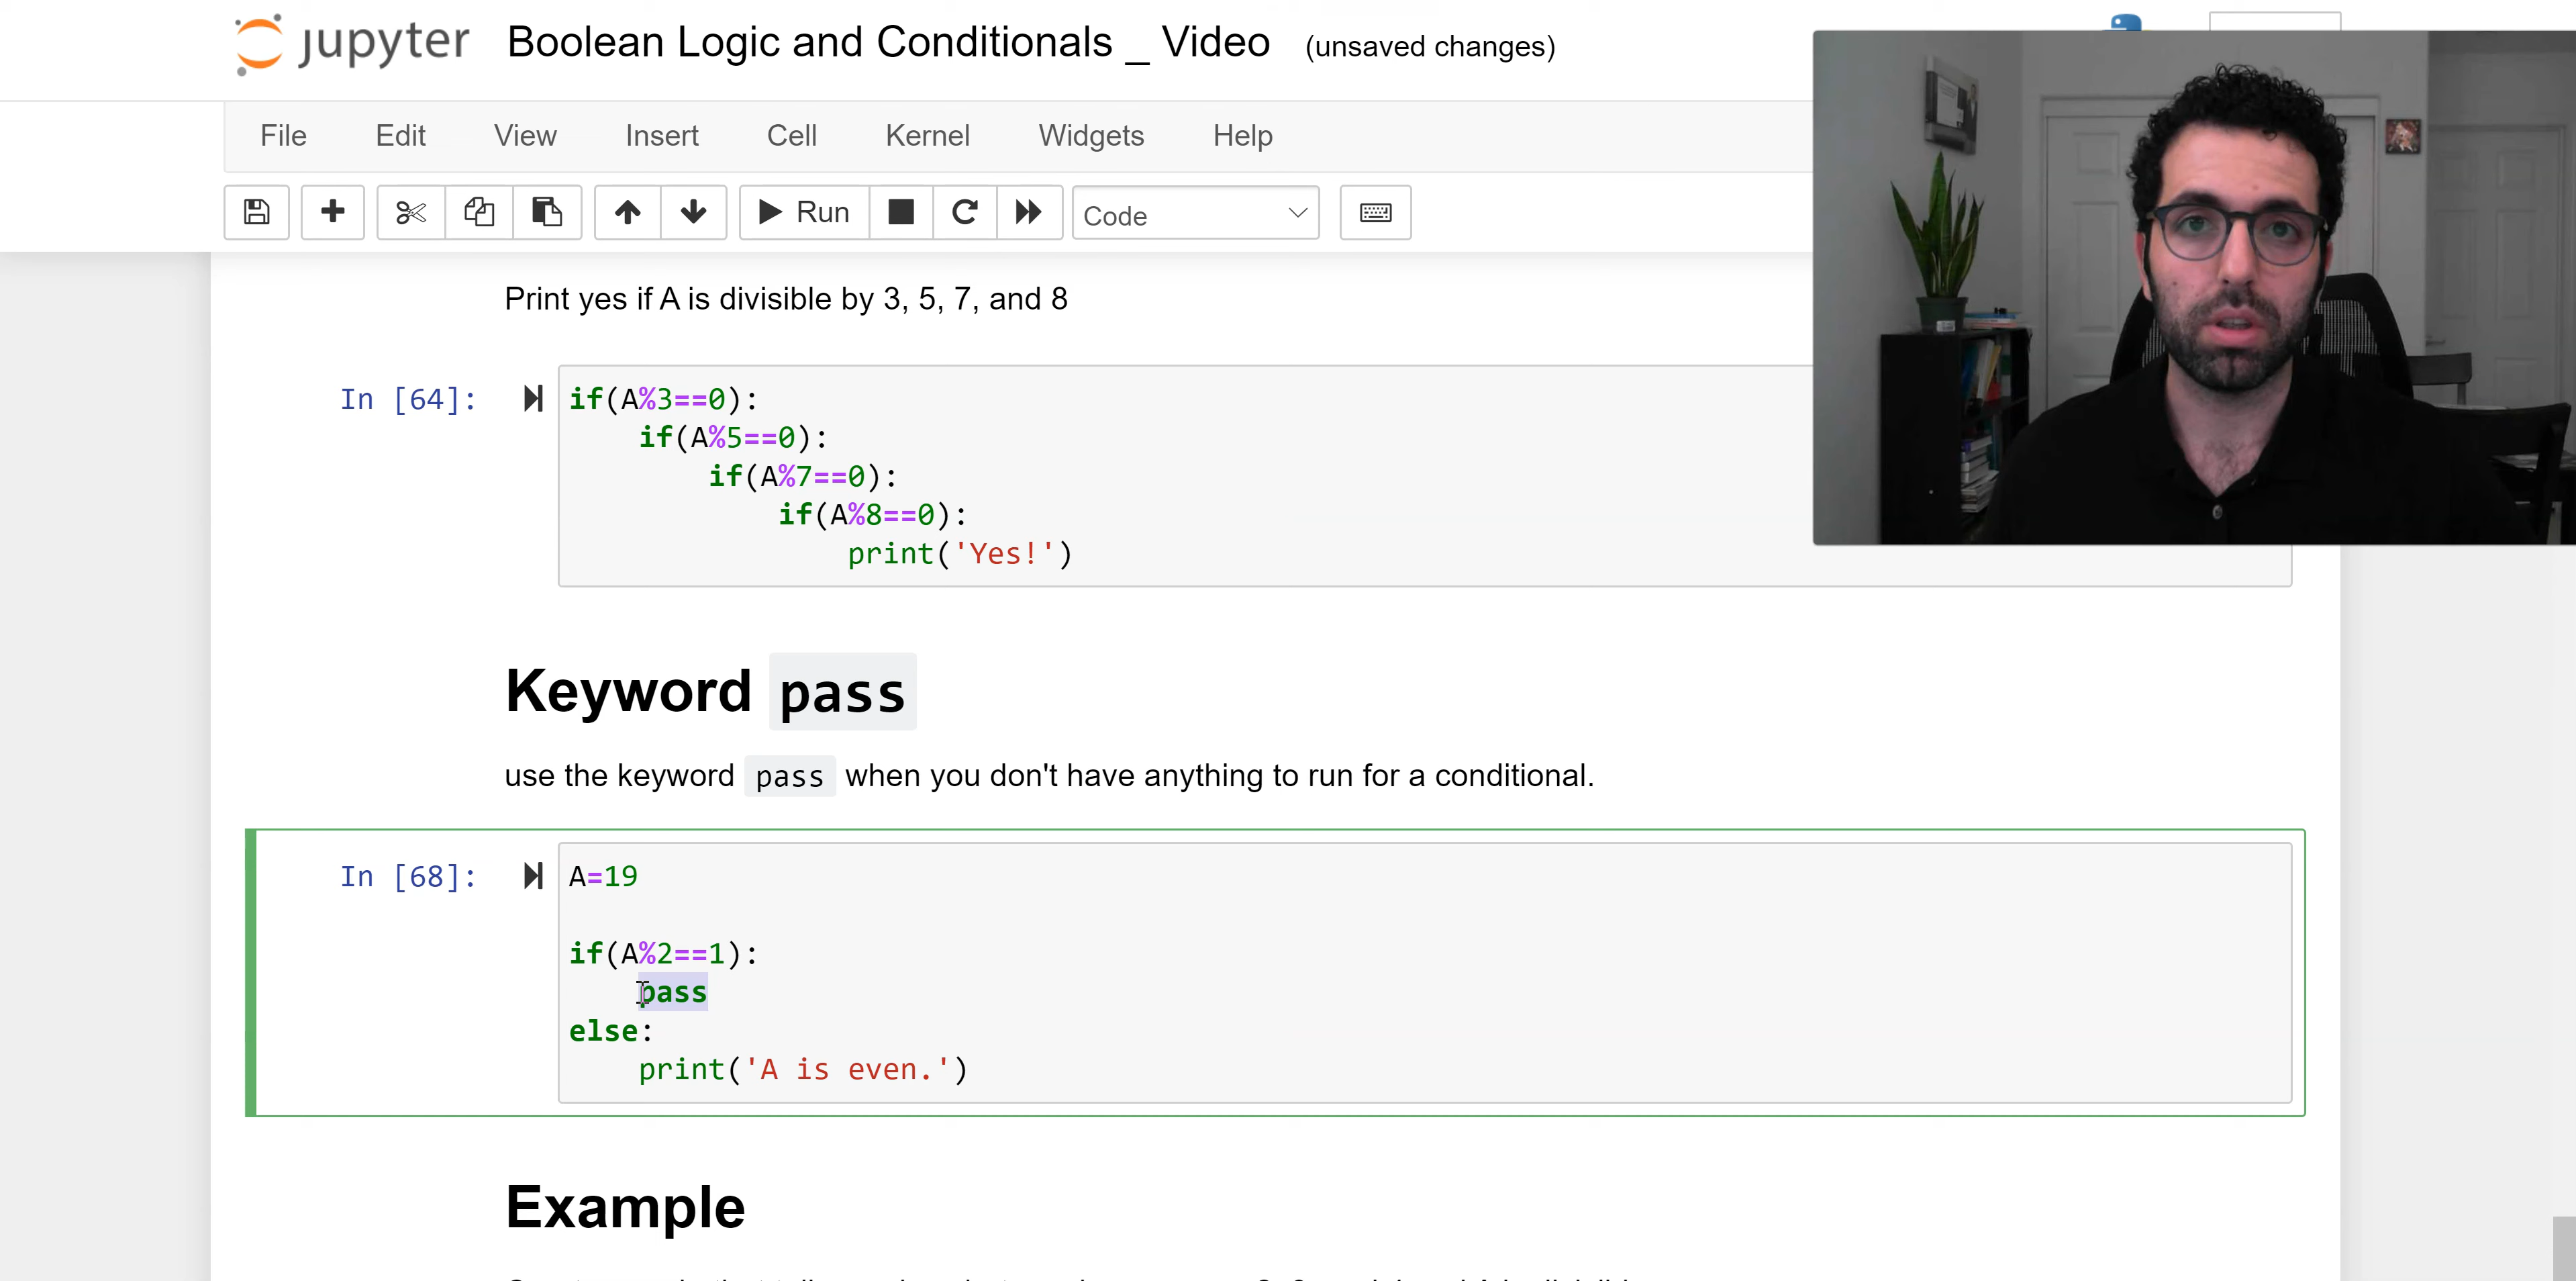 jupyter Boolean Logic and Conditionals _ Video (unsaved changes)
File Edit View Insert Cell Kernel Widgets Help
Run Code
Print yes if A is divisible by 3, 5, 7, and 8
In [64]: if(A%3==0):
if(A%5==0):
if(A%7==0):
if(A%8==0):
print('Yes!')
Keyword pass
use the keyword pass when you don't have anything to run for a conditional.
In [68]: A=19
if(A%2==1):
pass
else:
print('A is even.')
Example